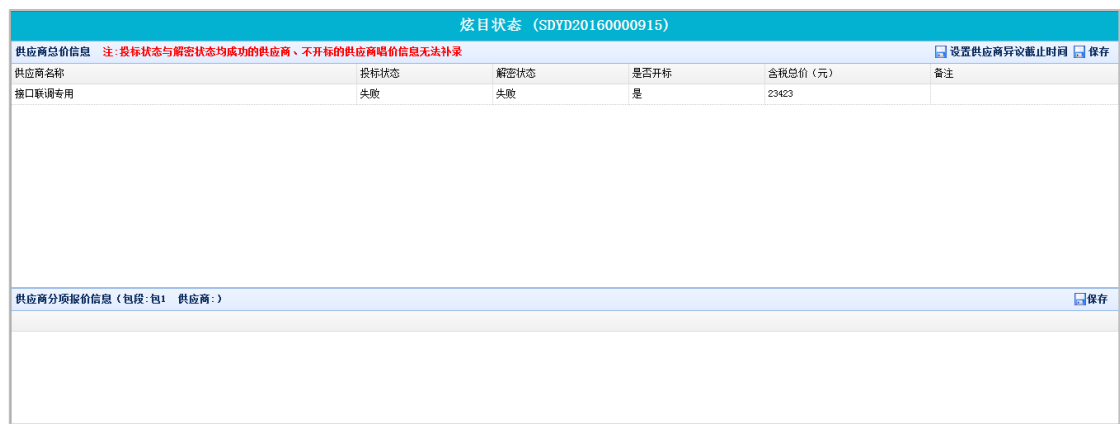 炫目状态 (SDYD20160000915)
供应商总价信息 注:投标状态与解密状态均成功的供应商、不开标的供应商唱价信息无法补录 设置供应商异议截止时间 保存
供应商名称 投标状态 解密状态 是否开标 含税总价（元） 备注
接口联调专用 失败 失败 是 23423
供应商分项报价信息（包段:包1 供应商:） 保存